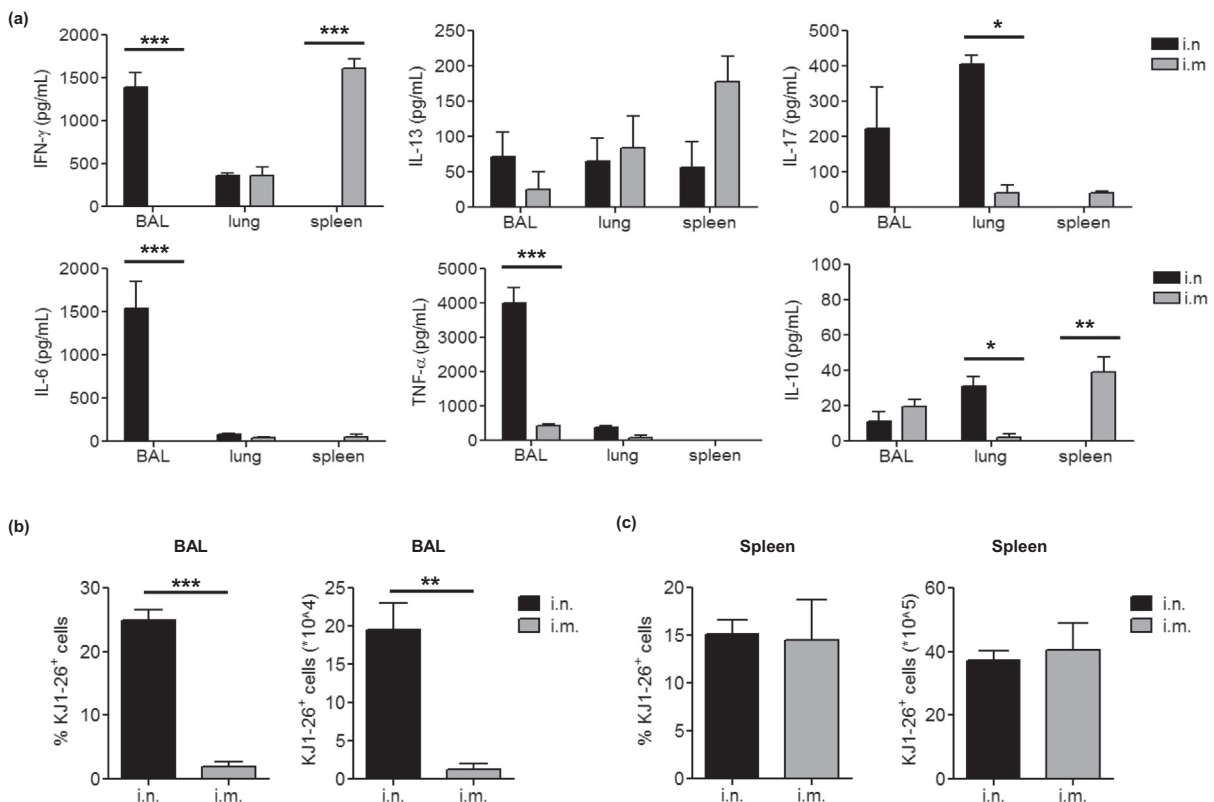 (a)
***
***
2000
1500
1000
500
0
IFN-γ (pg/mL)
BAL lung spleen
250
200
150
100
50
0
IL-13 (pg/mL)
BAL lung spleen
*
500
400
300
200
100
0
IL-17 (pg/mL)
BAL lung spleen
i.n
i.m
***
2000
1500
1000
500
0
IL-6 (pg/mL)
BAL lung spleen
***
5000
4000
3000
2000
1000
0
TNF-α (pg/mL)
BAL lung spleen
*
**
100
80
60
40
20
0
IL-10 (pg/mL)
BAL lung spleen
i.n
i.m
(b)
BAL
***
30
20
10
0
% KJ1-26⁺ cells
i.n. i.m.
BAL
**
25
20
15
10
5
0
KJ1-26⁺ cells (*10^4)
i.n. i.m.
i.n.
i.m.
(c)
Spleen
20
15
10
5
0
% KJ1-26⁺ cells
i.n. i.m.
Spleen
60
40
20
0
KJ1-26⁺ cells (*10^5)
i.n. i.m.
i.n.
i.m.